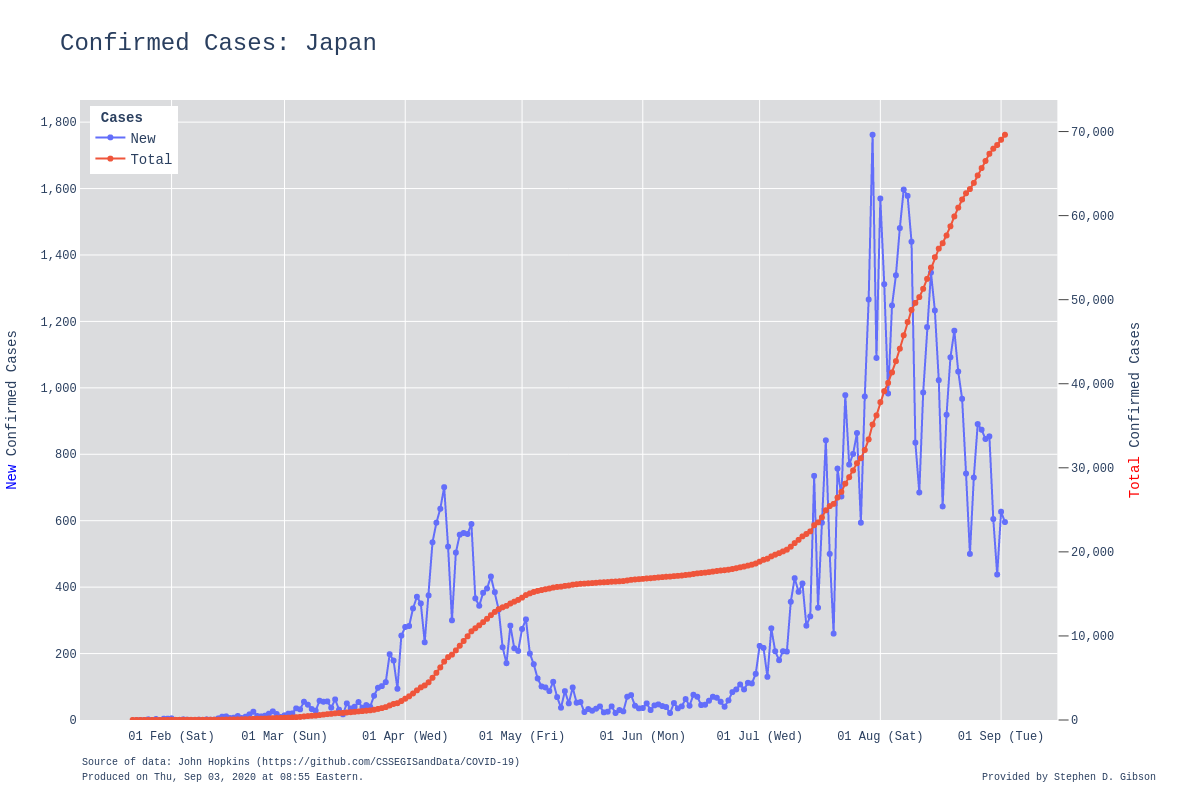 Confirmed Cases: Japan
Cases
New
Total
1,800
1,600
1,400
1,200
1,000
800
600
400
200
0
New Confirmed Cases
70,000
60,000
50,000
40,000
30,000
20,000
10,000
0
Total Confirmed Cases
01 Feb (Sat) 01 Mar (Sun) 01 Apr (Wed) 01 May (Fri) 01 Jun (Mon) 01 Jul (Wed) 01 Aug (Sat) 01 Sep (Tue)
Source of data: John Hopkins (https://github.com/CSSEGISandData/COVID-19)
Produced on Thu, Sep 03, 2020 at 08:55 Eastern.
Provided by Stephen D. Gibson